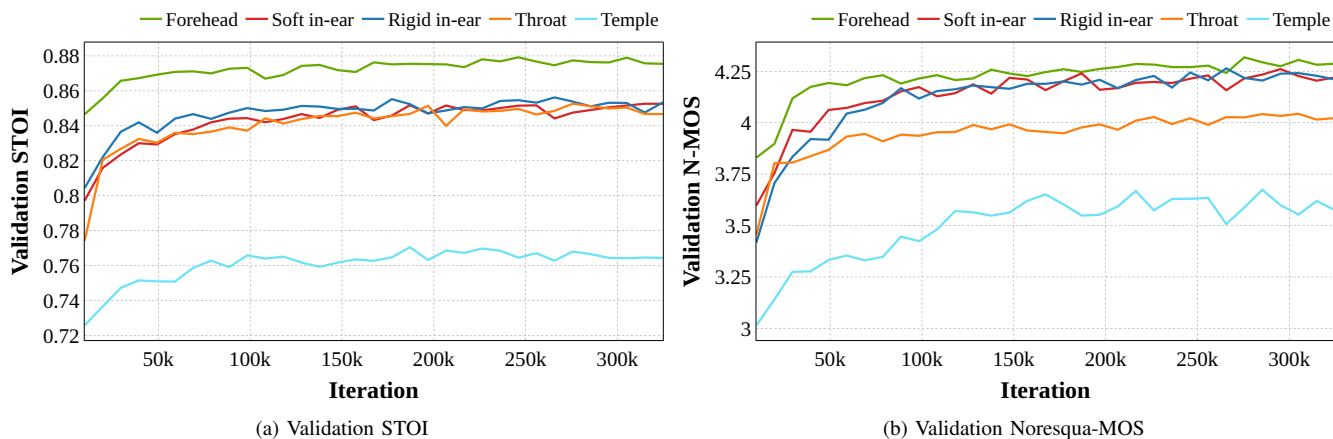 Forehead Soft in-ear Rigid in-ear Throat Temple
0.88
0.86
0.84
0.82
0.8
0.78
0.76
0.74
0.72
Validation STOI
50k 100k 150k 200k 250k 300k
Iteration
(a) Validation STOI
Forehead Soft in-ear Rigid in-ear Throat Temple
4.25
4
3.75
3.5
3.25
3
Validation N-MOS
50k 100k 150k 200k 250k 300k
Iteration
(b) Validation Noresqua-MOS